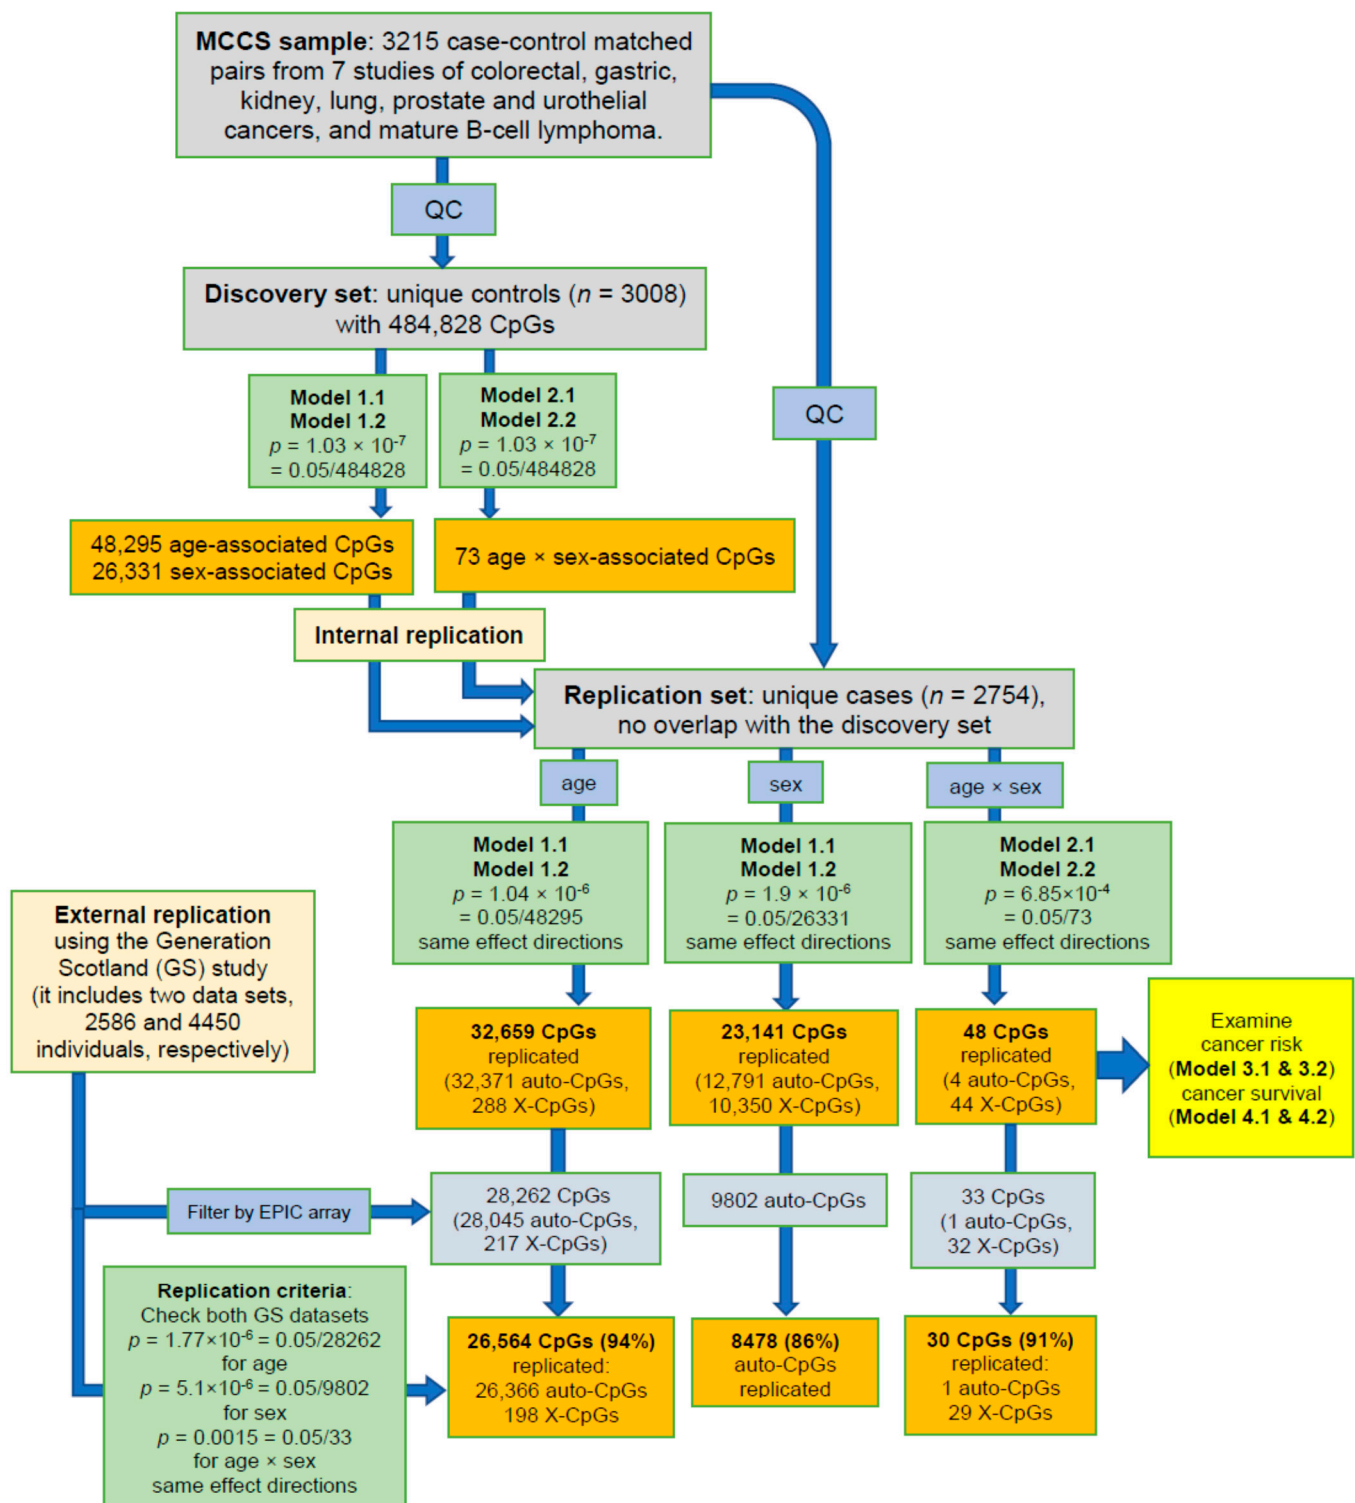 MCCS sample: 3215 case-control matched
pairs from 7 studies of colorectal, gastric,
kidney, lung, prostate and urothelial
cancers, and mature B-cell lymphoma.
QC
Discovery set: unique controls (n = 3008)
with 484,828 CpGs
Model 1.1
Model 1.2
p = 1.03 × 10⁻⁷
= 0.05/484828
Model 2.1
Model 2.2
p = 1.03 × 10⁻⁷
= 0.05/484828
QC
48,295 age-associated CpGs
26,331 sex-associated CpGs
73 age × sex-associated CpGs
Internal replication
Replication set: unique cases (n = 2754),
no overlap with the discovery set
age
sex
age × sex
Model 1.1
Model 1.2
p = 1.04 × 10⁻⁶
= 0.05/48295
same effect directions
Model 1.1
Model 1.2
p = 1.9 × 10⁻⁶
= 0.05/26331
same effect directions
Model 2.1
Model 2.2
p = 6.85×10⁻⁴
= 0.05/73
same effect directions
External replication
using the Generation
Scotland (GS) study
(it includes two data sets,
2586 and 4450
individuals, respectively)
32,659 CpGs
replicated
(32,371 auto-CpGs,
288 X-CpGs)
23,141 CpGs
replicated
(12,791 auto-CpGs,
10,350 X-CpGs)
48 CpGs
replicated
(4 auto-CpGs,
44 X-CpGs)
Examine
cancer risk
(Model 3.1 & 3.2)
cancer survival
(Model 4.1 & 4.2)
Filter by EPIC array
28,262 CpGs
(28,045 auto-CpGs,
217 X-CpGs)
9802 auto-CpGs
33 CpGs
(1 auto-CpGs,
32 X-CpGs)
Replication criteria:
Check both GS datasets
p = 1.77×10⁻⁶ = 0.05/28262
for age
p = 5.1×10⁻⁶ = 0.05/9802
for sex
p = 0.0015 = 0.05/33
for age × sex
same effect directions
26,564 CpGs (94%)
replicated:
26,366 auto-CpGs
198 X-CpGs
8478 (86%)
auto-CpGs
replicated
30 CpGs (91%)
replicated:
1 auto-CpGs
29 X-CpGs